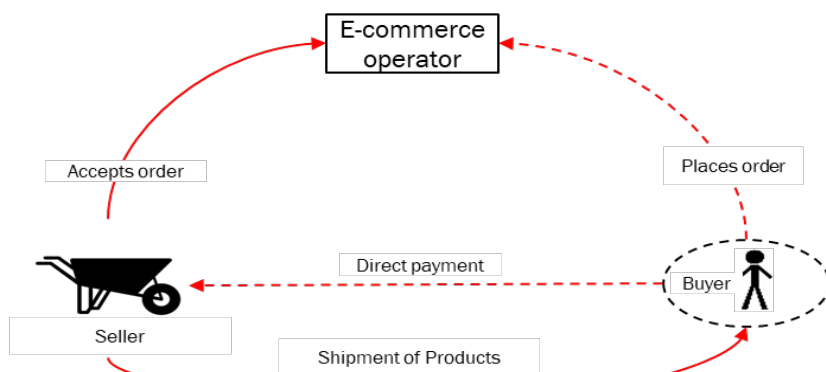 E-commerce
operator
Accepts order
Places order
Direct payment
Buyer
Seller
Shipment of Products